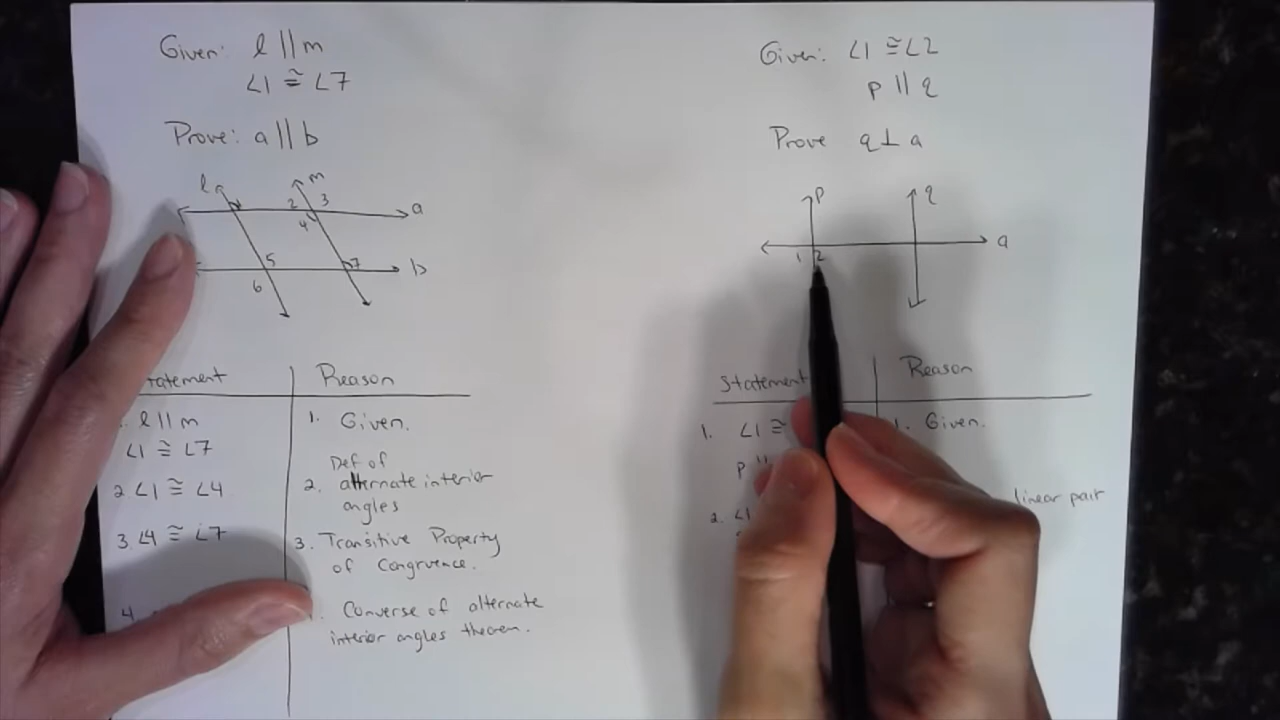 Given: l || m
∠1 ≅ ∠7
Prove: a || b
l
m
2 3
a
4
5
7
b
6
tatement Reason
l || m
1. Given.
∠1 ≅ ∠7
Def of
2. ∠1 ≅ ∠4
2. alternate interior
angles
3. ∠4 ≅ ∠7
3. Transitive Property
of Congruence.
4
Converse of alternate
interior angles theorem.
Given: ∠1 ≅ ∠2
p || q
Prove q ⊥ a
p
q
a
1 2
Statement Reason
1. ∠1 ≅
1. Given.
p ||
linear pair
2. ∠1